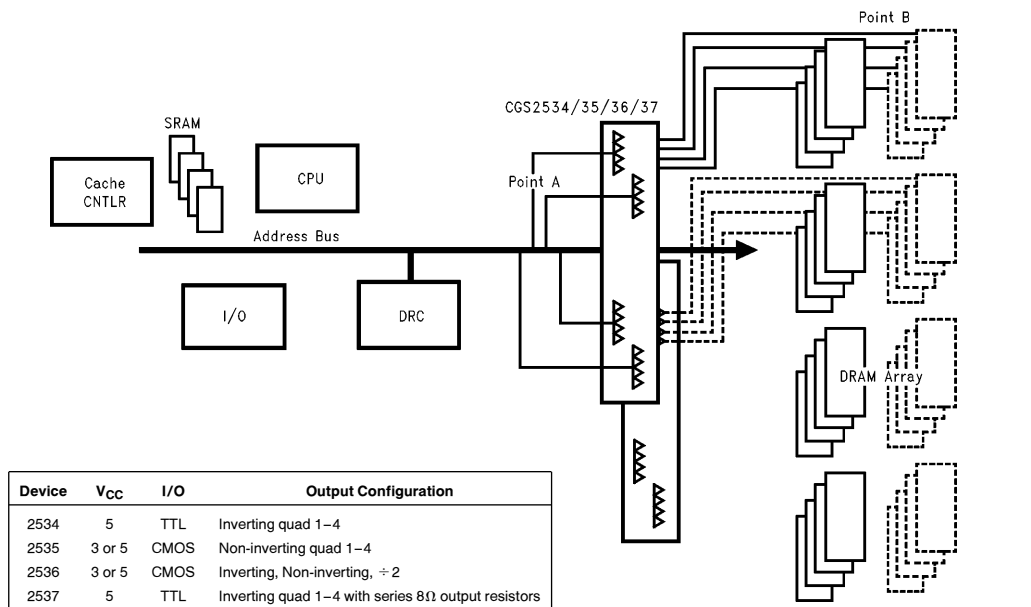 Point B
CGS2534/35/36/37
SRAM
Cache
CNTLR
CPU
Point A
Address Bus
I/O
DRC
DRAM Array
Device VCC I/O Output Configuration
2534 5 TTL Inverting quad 1–4
2535 3 or 5 CMOS Non-inverting quad 1–4
2536 3 or 5 CMOS Inverting, Non-inverting, ÷2
2537 5 TTL Inverting quad 1–4 with series 8Ω output resistors